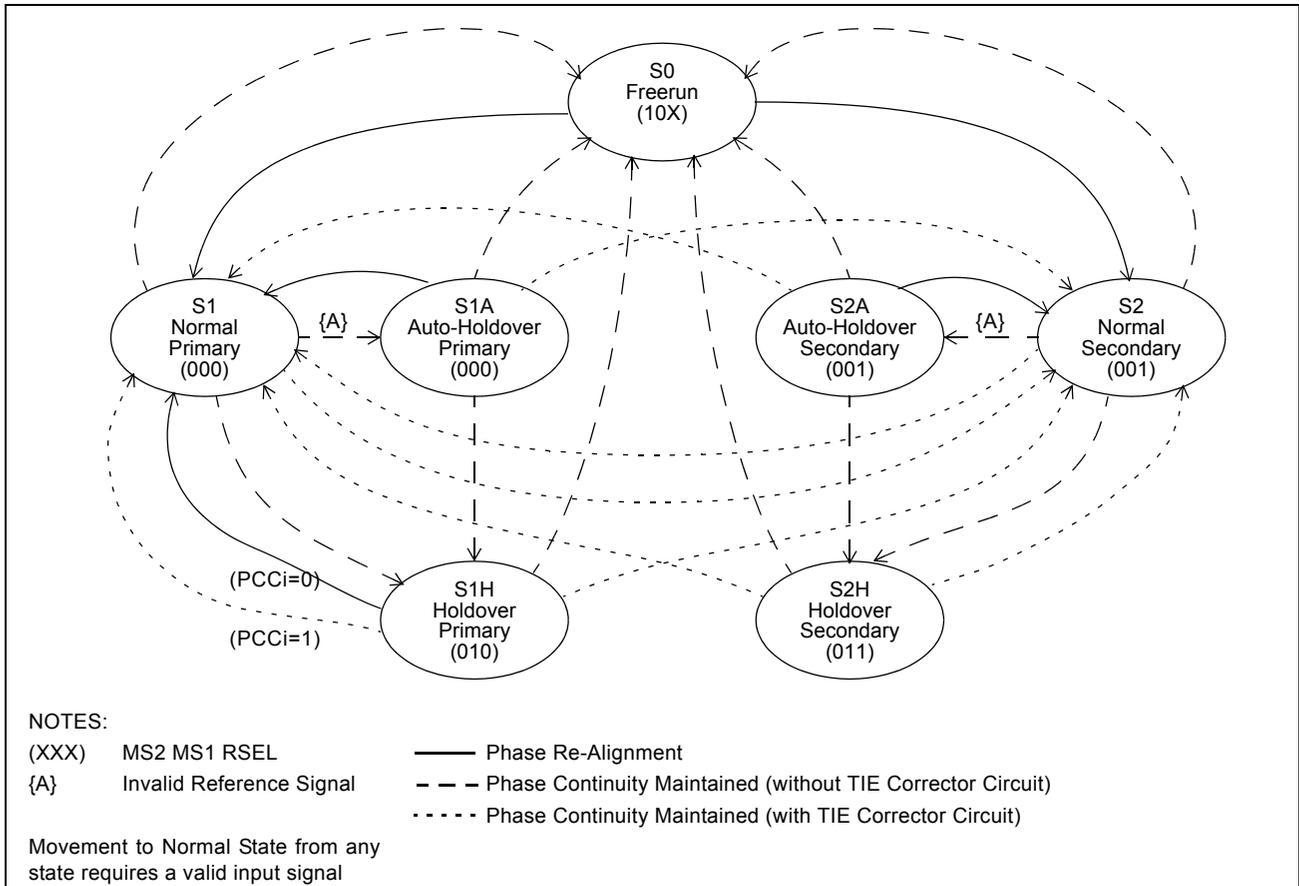 S0
Freerun
(10X)
S1
Normal
Primary
(000)
{A}
S1A
Auto-Holdover
Primary
(000)
S2A
Auto-Holdover
Secondary
(001)
{A}
S2
Normal
Secondary
(001)
(PCCi=0)
(PCCi=1)
S1H
Holdover
Primary
(010)
S2H
Holdover
Secondary
(011)
NOTES:
(XXX) MS2 MS1 RSEL
{A} Invalid Reference Signal
Phase Re-Alignment
Phase Continuity Maintained (without TIE Corrector Circuit)
Phase Continuity Maintained (with TIE Corrector Circuit)
Movement to Normal State from any
state requires a valid input signal